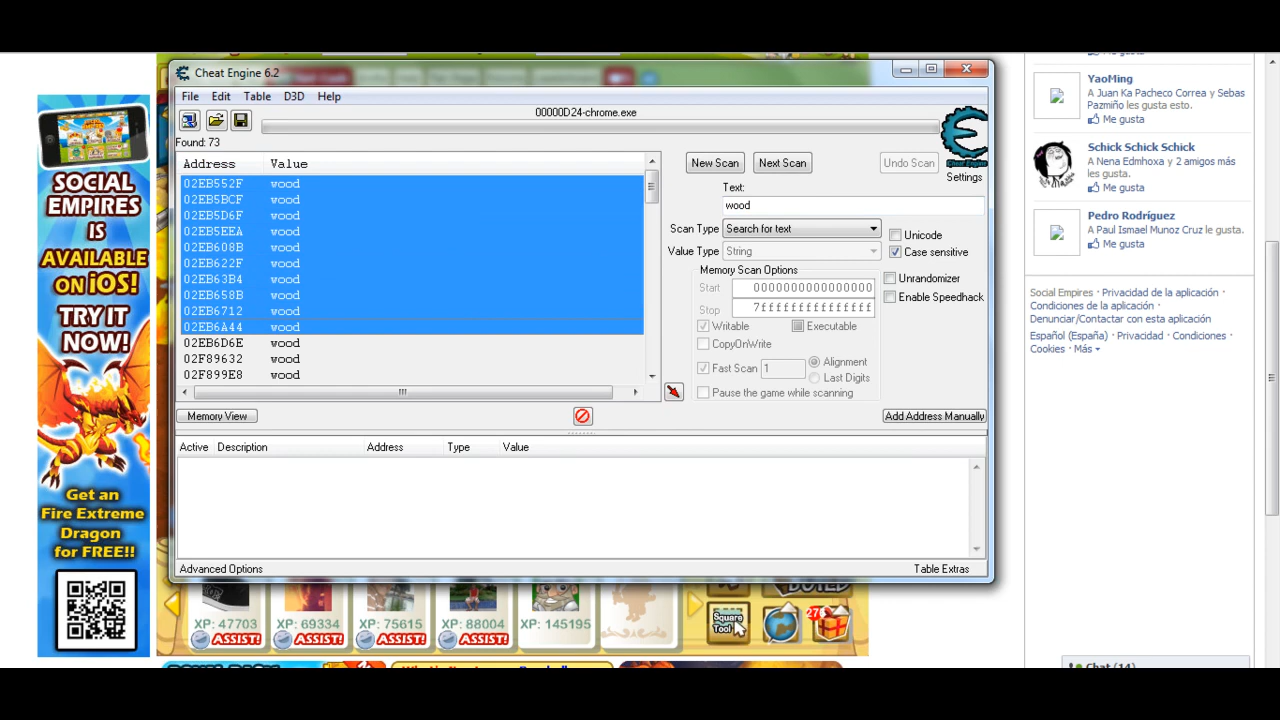 Cheat Engine 6.2
File Edit Table D3D Help
00000D24-chrome.exe
Found: 73
Address Value
02EB552F wood
02EB5BCF wood
02EB5D6F wood
02EB5EEA wood
02EB608B wood
02EB622F wood
02EB63B4 wood
02EB658B wood
02EB6712 wood
02EB6A44 wood
02EB6D6E wood
02F89632 wood
02F899E8 wood
New Scan Next Scan Undo Scan
Cheat Engine
Settings
Text:
wood
Scan Type Search for text
Value Type String
Unicode
Case sensitive
Memory Scan Options
Start 0000000000000000
Stop 7fffffffffffffff
Writable Executable
CopyOnWrite
Fast Scan 1 Alignment
Last Digits
Pause the game while scanning
Unrandomizer
Enable Speedhack
Memory View
Add Address Manually
Active Description Address Type Value
Advanced Options Table Extras
SOCIAL
EMPIRES
IS
AVAILABLE
ON iOS!
TRY IT
NOW!
Get an
Fire Extreme
Dragon
for FREE!!
XP: 47703 XP: 69334 XP: 75615 XP: 88004 XP: 145195
ASSIST! ASSIST! ASSIST! ASSIST!
BUILD
Square
Tool
Me gusta
YaoMing
A Juan Ka Pacheco Correa y Sebas
Pazmiño les gusta esto.
Me gusta
Schick Schick Schick
A Nena Edmhoxa y 2 amigos más
les gusta.
Me gusta
Pedro Rodríguez
A Paul Ismael Munoz Cruz le gusta.
Me gusta
Social Empires · Privacidad de la aplicación ·
Condiciones de la aplicación ·
Denunciar/Contactar con esta aplicación
Español (España) · Privacidad · Condiciones ·
Cookies · Más
Chat (14)